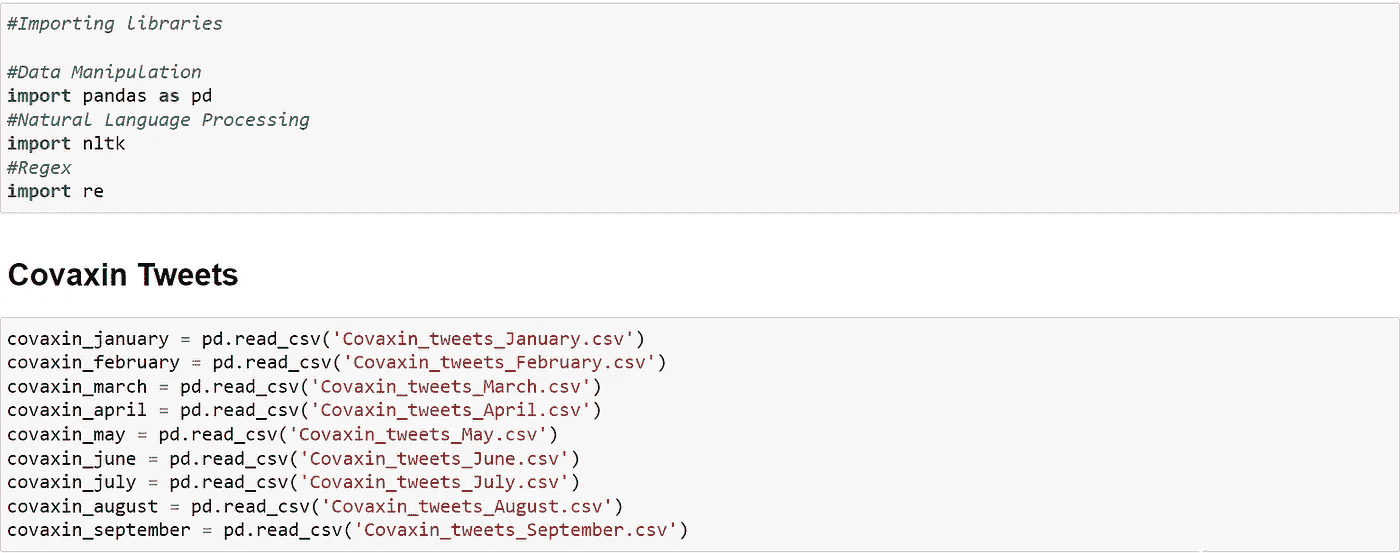 #Importing libraries
#Data Manipulation
import pandas as pd
#Natural Language Processing
import nltk
#Regex
import re
Covaxin Tweets
covaxin_january = pd.read_csv('Covaxin_tweets_January.csv')
covaxin_february = pd.read_csv('Covaxin_tweets_February.csv')
covaxin_march = pd.read_csv('Covaxin_tweets_March.csv')
covaxin_april = pd.read_csv('Covaxin_tweets_April.csv')
covaxin_may = pd.read_csv('Covaxin_tweets_May.csv')
covaxin_june = pd.read_csv('Covaxin_tweets_June.csv')
covaxin_july = pd.read_csv('Covaxin_tweets_July.csv')
covaxin_august = pd.read_csv('Covaxin_tweets_August.csv')
covaxin_september = pd.read_csv('Covaxin_tweets_September.csv')